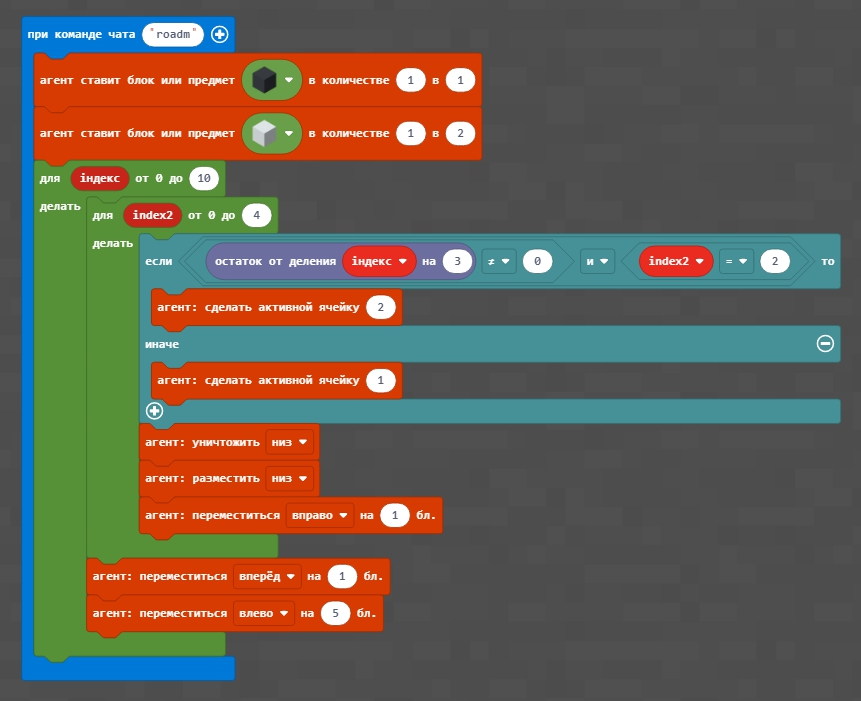 при команде чата "roadm"
агент ставит блок или предмет в количестве 1 в 1
агент ставит блок или предмет в количестве 1 в 2
для індекс от 0 до 10
делать
для index2 от 0 до 4
делать
если остаток от деления індекс на 3 ≠ 0 и index2 = 2 то
агент: сделать активной ячейку 2
иначе
агент: сделать активной ячейку 1
агент: уничтожить низ
агент: разместить низ
агент: переместиться вправо на 1 бл.
агент: переместиться вперёд на 1 бл.
агент: переместиться влево на 5 бл.